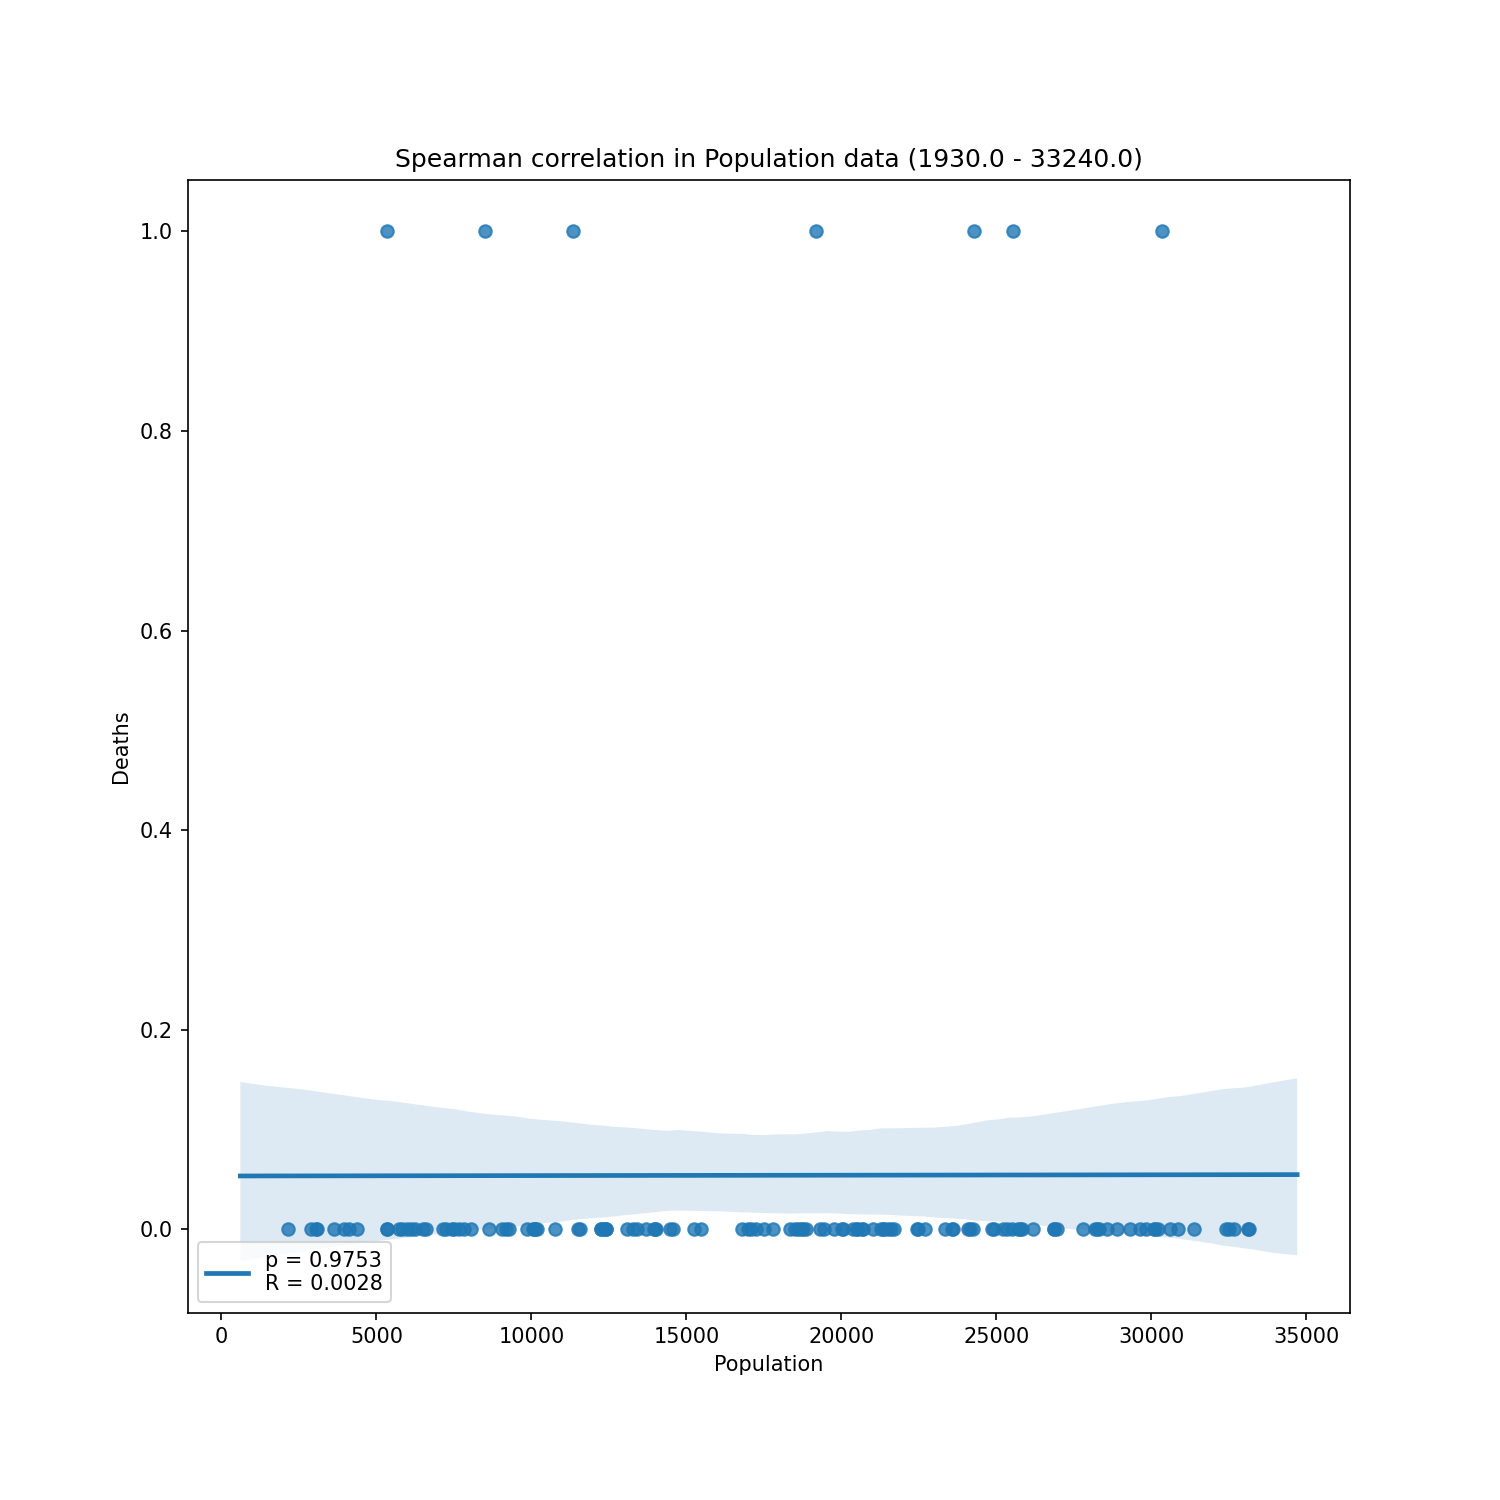 Spearman correlation in Population data (1930.0 - 33240.0)
1.0
0.8
0.6
0.4
0.2
0.0
Deaths
p = 0.9753
R = 0.0028
0 5000 10000 15000 20000 25000 30000 35000
Population